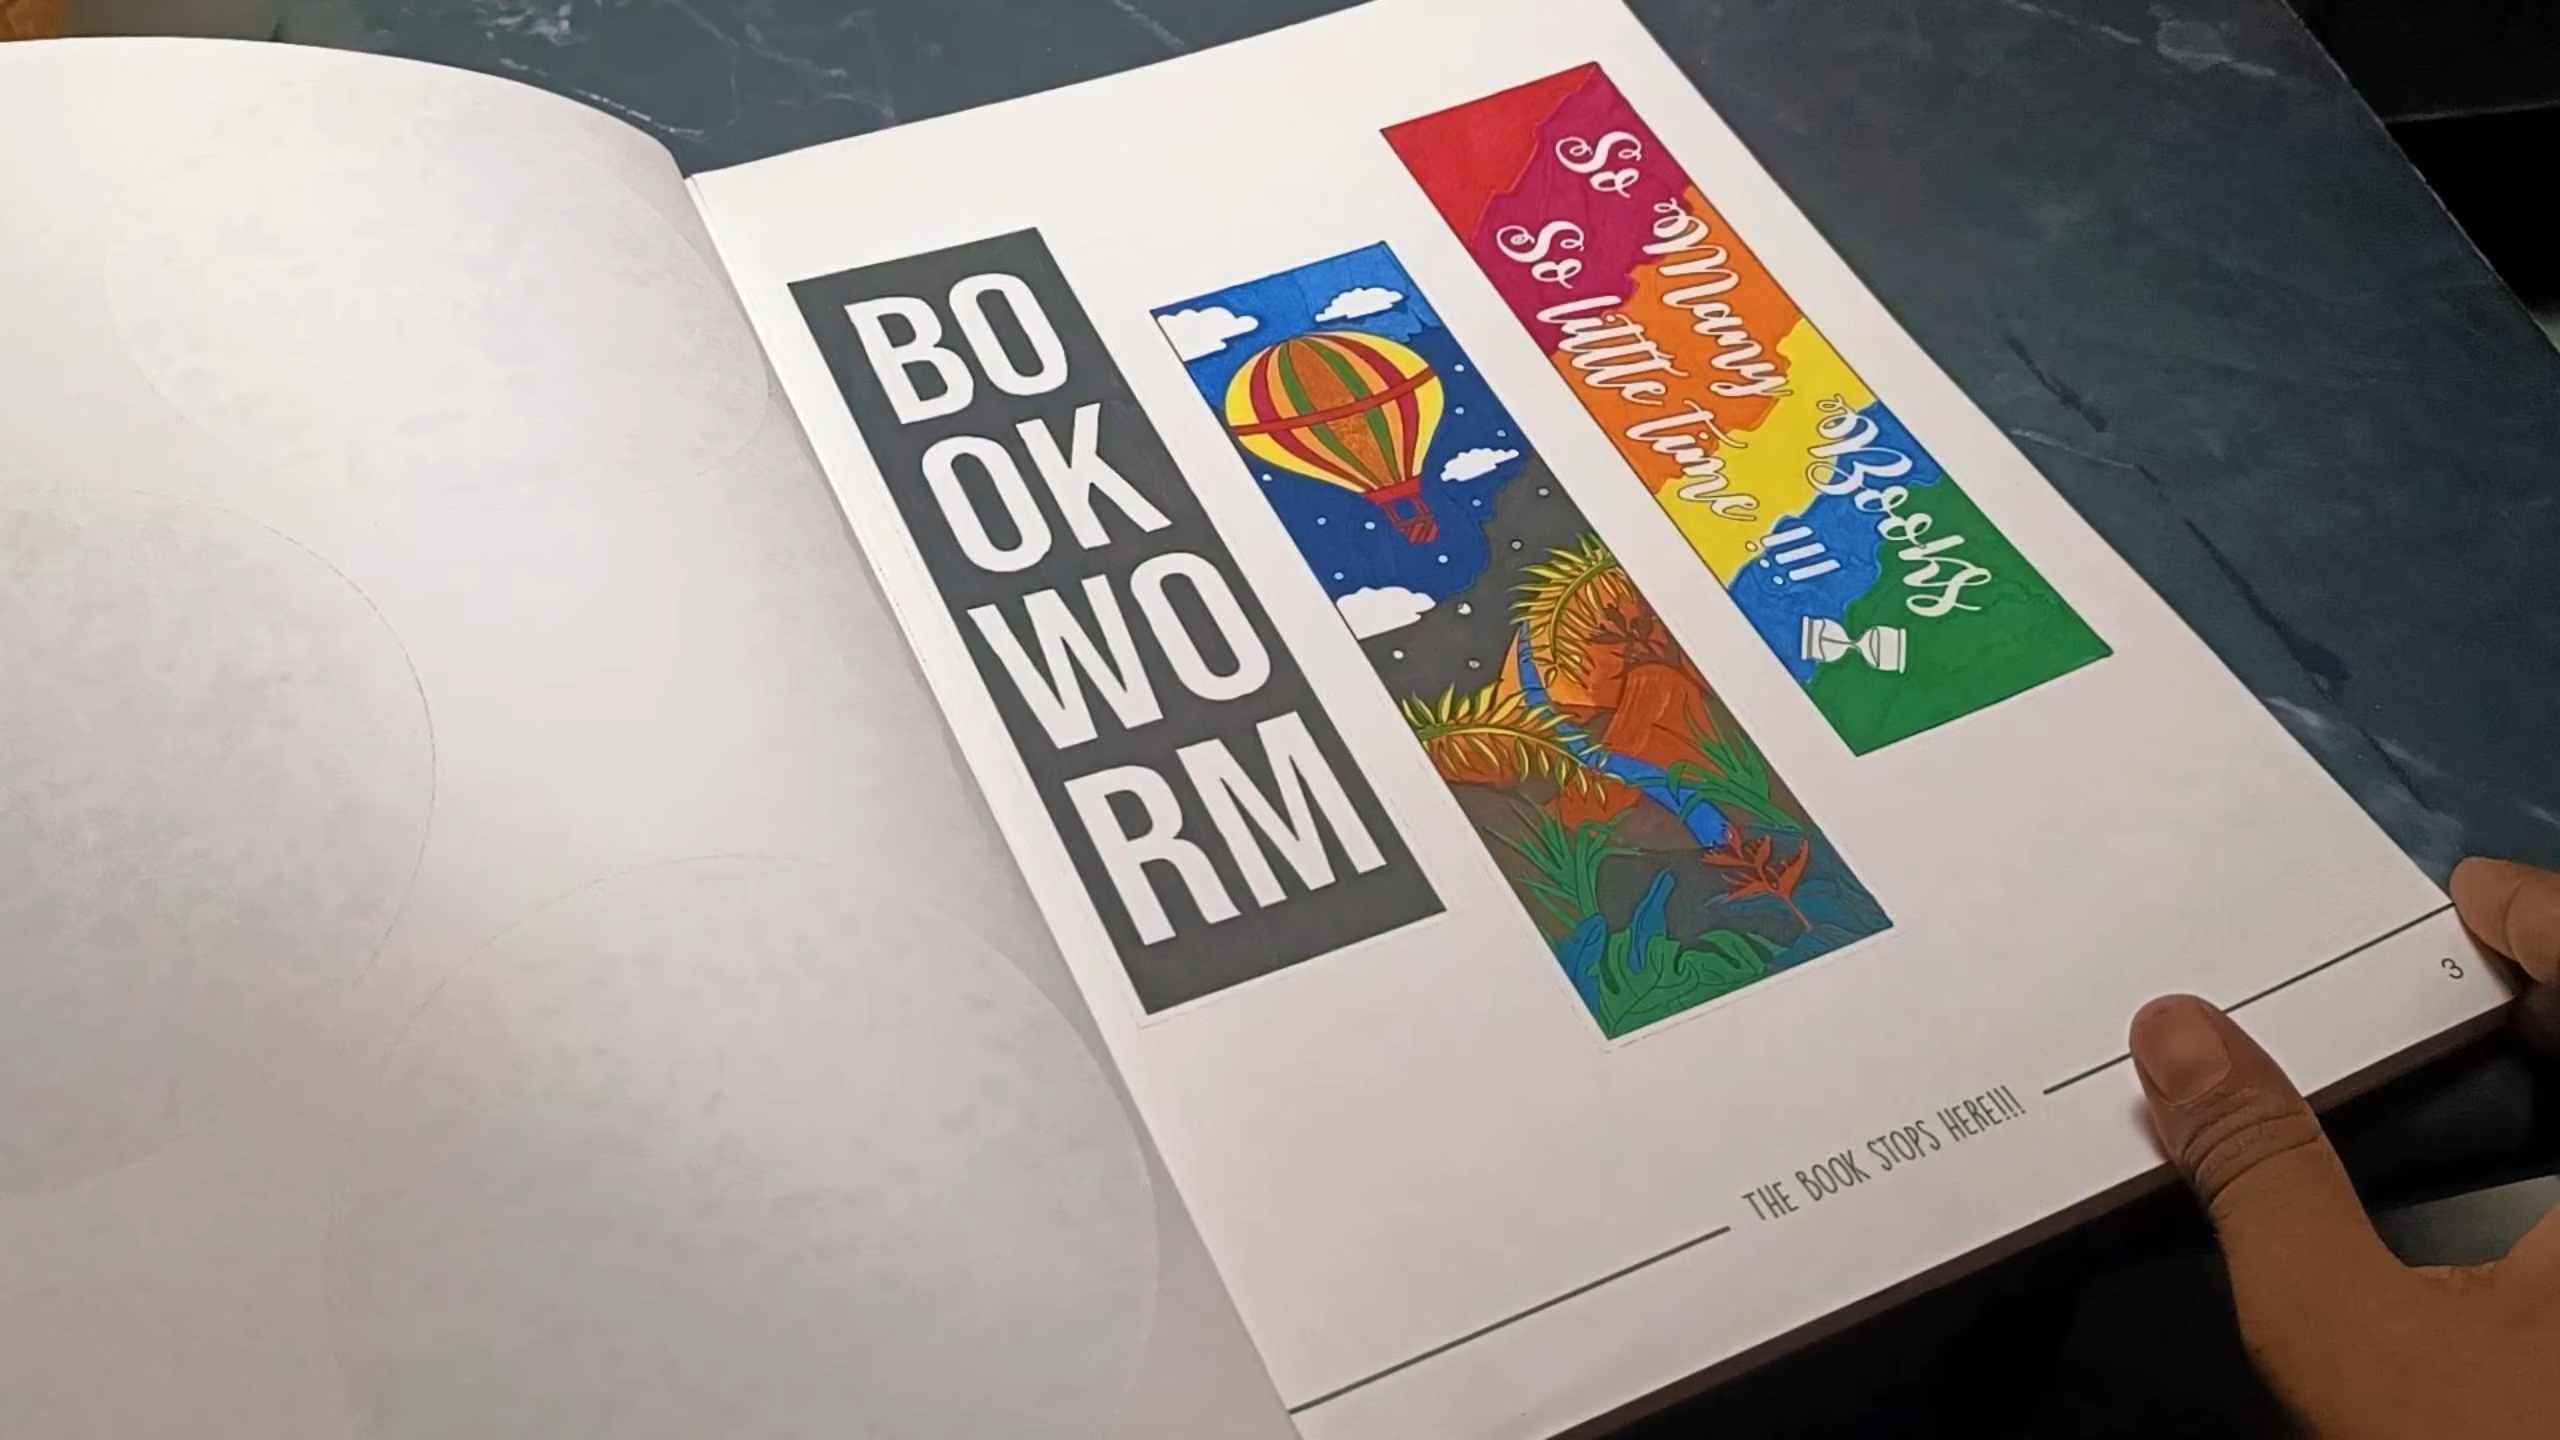 BO
OK
WO
RM
So Many Books
So little time !!!
3
THE BOOK STOPS HERE!!!